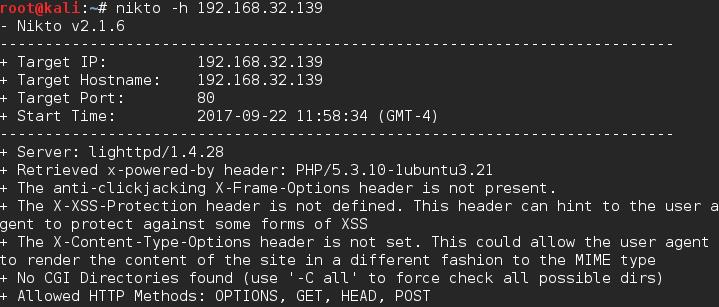 root@kali:~# nikto -h 192.168.32.139
- Nikto v2.1.6
---------------------------------------------------------------------------
+ Target IP:          192.168.32.139
+ Target Hostname:    192.168.32.139
+ Target Port:        80
+ Start Time:         2017-09-22 11:58:34 (GMT-4)
---------------------------------------------------------------------------
+ Server: lighttpd/1.4.28
+ Retrieved x-powered-by header: PHP/5.3.10-1ubuntu3.21
+ The anti-clickjacking X-Frame-Options header is not present.
+ The X-XSS-Protection header is not defined. This header can hint to the user a
gent to protect against some forms of XSS
+ The X-Content-Type-Options header is not set. This could allow the user agent
to render the content of the site in a different fashion to the MIME type
+ No CGI Directories found (use '-C all' to force check all possible dirs)
+ Allowed HTTP Methods: OPTIONS, GET, HEAD, POST